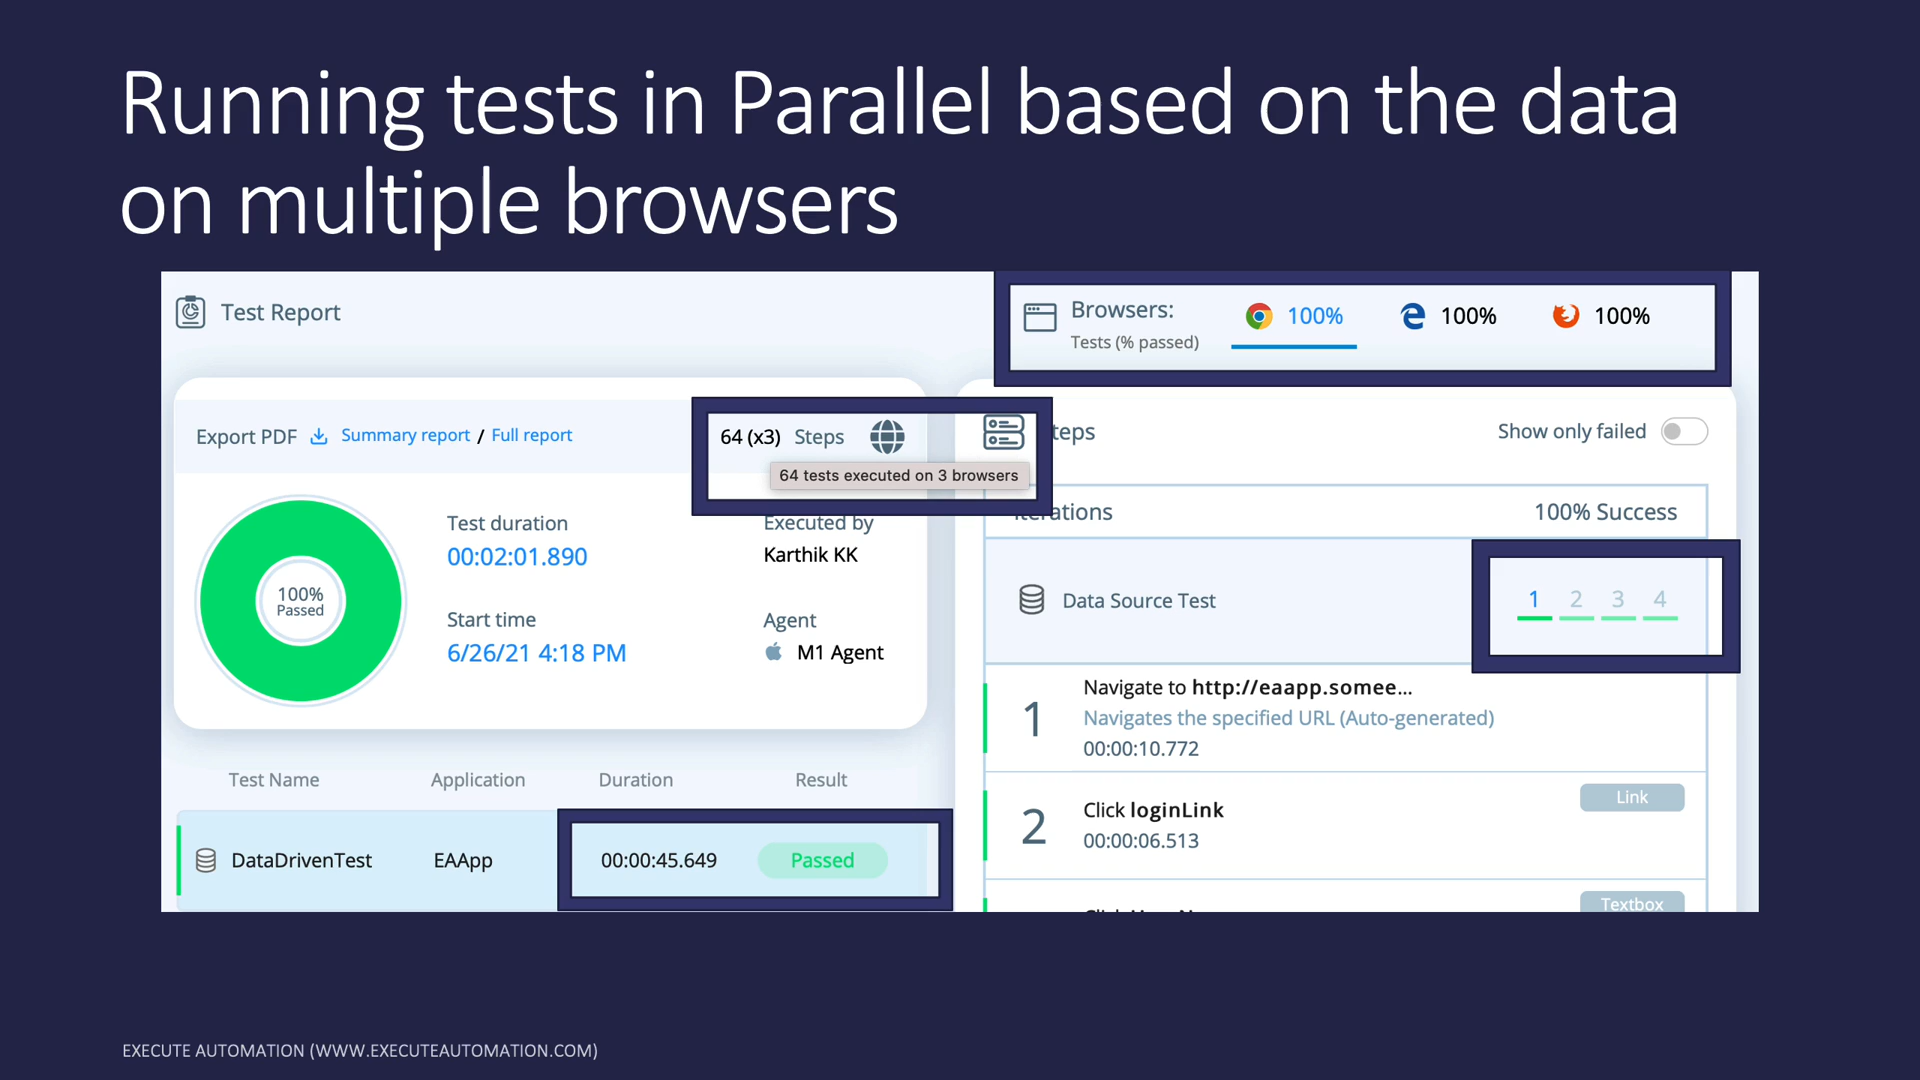 Running tests in Parallel based on the data
on multiple browsers
Test Report
Browsers:
Tests (% passed)
100%
100%
100%
Export PDF Summary report / Full report
64 (x3) Steps
64 tests executed on 3 browsers
100%
Passed
Test duration
00:02:01.890
Executed by
Karthik KK
Start time
6/26/21 4:18 PM
Agent
M1 Agent
Test Name Application Duration Result
DataDrivenTest EAApp 00:00:45.649 Passed
teps
Show only failed
Iterations 100% Success
Data Source Test 1 2 3 4
1
Navigate to http://eaapp.somee...
Navigates the specified URL (Auto-generated)
00:00:10.772
2
Click loginLink
00:00:06.513
Link
Textbox
EXECUTE AUTOMATION (WWW.EXECUTEAUTOMATION.COM)